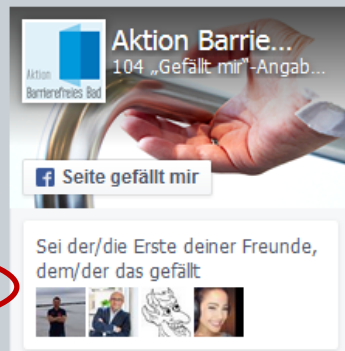 Aktion Barrie...
104 „Gefällt mir“-Angab...
Aktion
Barrierefreies Bad
Seite gefällt mir
Sei der/die Erste deiner Freunde,
dem/der das gefällt